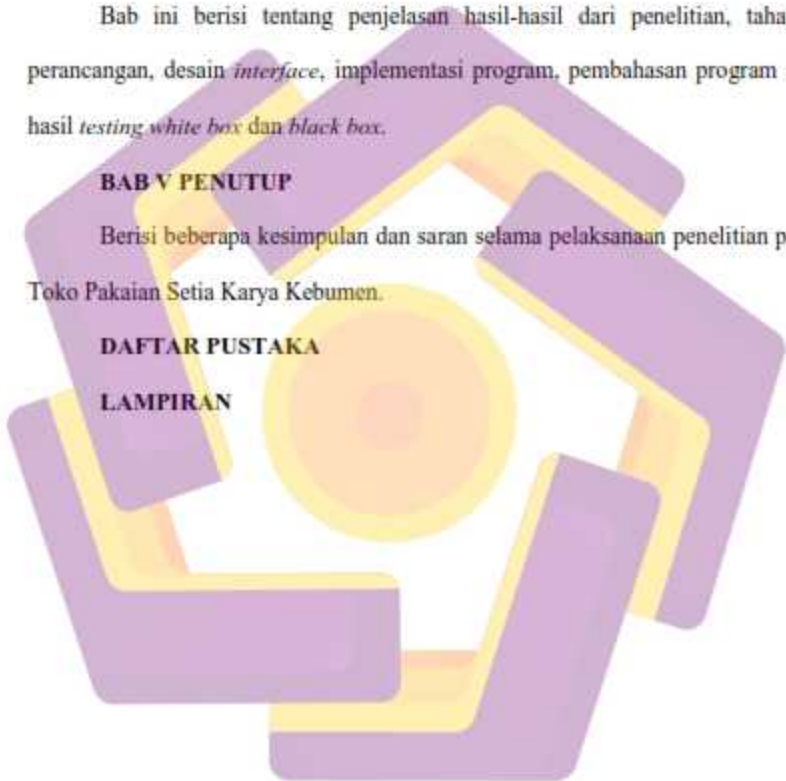 Bab ini berisi tentang penjelasan hasil-hasil dari penelitian,
perancangan, desain interface, implementasi program, pembahasan program
hasil testing white box dan black box.
BAB V PENUTUP
Berisi beberapa kesimpulan dan saran selama pelaksanaan penelitian
Toko Pakaian Setia Karya Kebumen.
DAFTAR PUSTAKA
LAMPIRAN